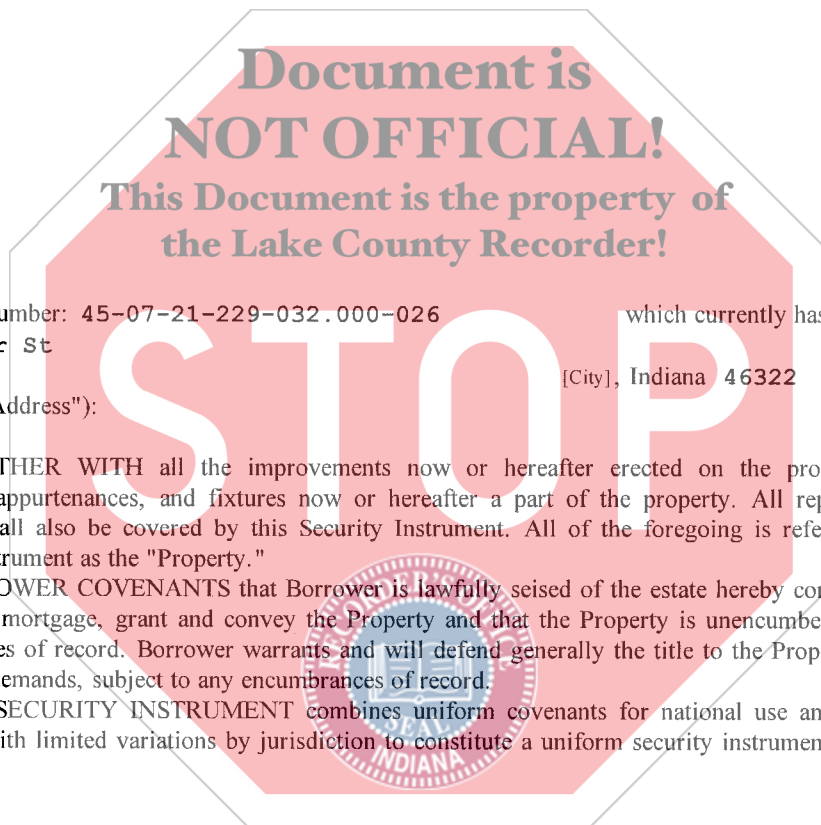 Document is
NOT OFFICIAL!
This Document is the property of
the Lake County Recorder!
STOP
umber: 45-07-21-229-032.000-026 which currently has
r St
[City], Indiana 46322
Address"):
THER WITH all the improvements now or hereafter erected on the pro
appurtenances, and fixtures now or hereafter a part of the property. All rep
all also be covered by this Security Instrument. All of the foregoing is refe
trument as the "Property."
OWER COVENANTS that Borrower is lawfully seised of the estate hereby con
mortgage, grant and convey the Property and that the Property is unencumbe
es of record. Borrower warrants and will defend generally the title to the Prop
emands, subject to any encumbrances of record.
SECURITY INSTRUMENT combines uniform covenants for national use an
ith limited variations by jurisdiction to constitute a uniform security instrumen
RECORDER'S OFFICE
SEAL
INDIANA